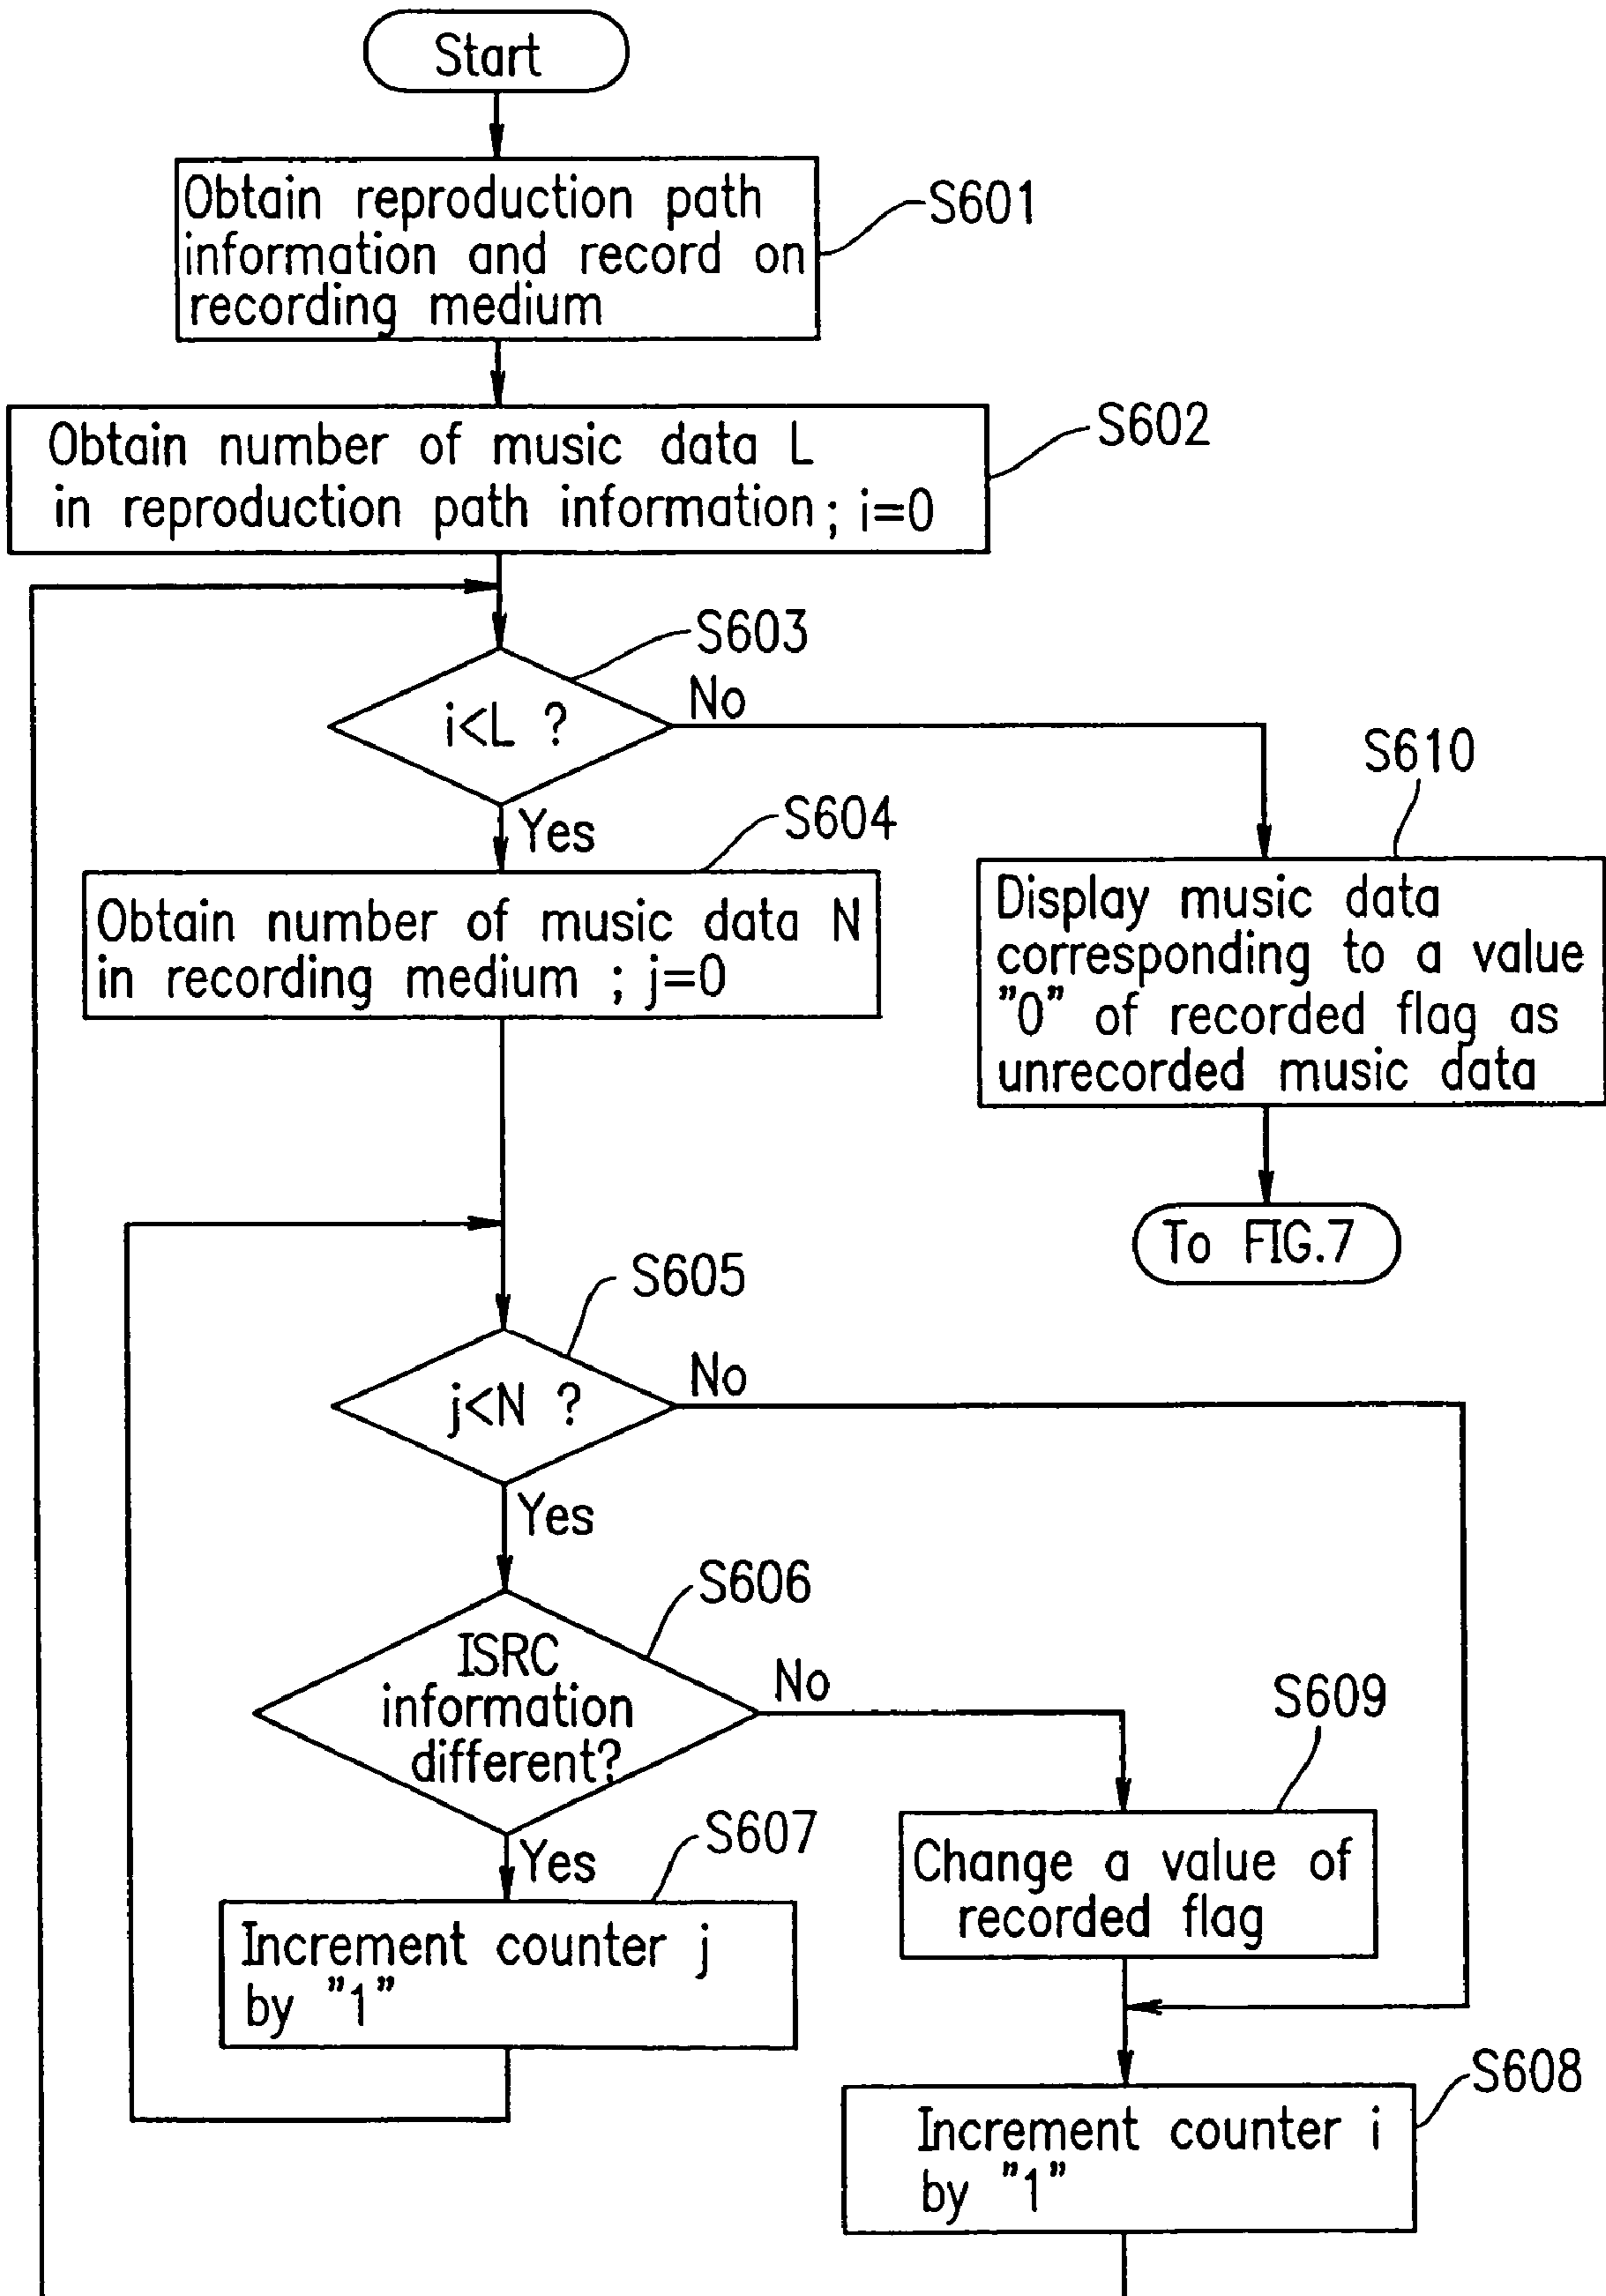 Start
Obtain reproduction path
information and record on
recording medium
S601
Obtain number of music data L
in reproduction path information; i=0
S602
S603
i<L ?
No
Yes
S604
Obtain number of music data N
in recording medium ; j=0
S610
Display music data
corresponding to a value
"0" of recorded flag as
unrecorded music data
To FIG.7
S605
j<N ?
No
Yes
S606
ISRC
information
different?
No
Yes
S607
Increment counter j
by "1"
S609
Change a value of
recorded flag
S608
Increment counter i
by "1"